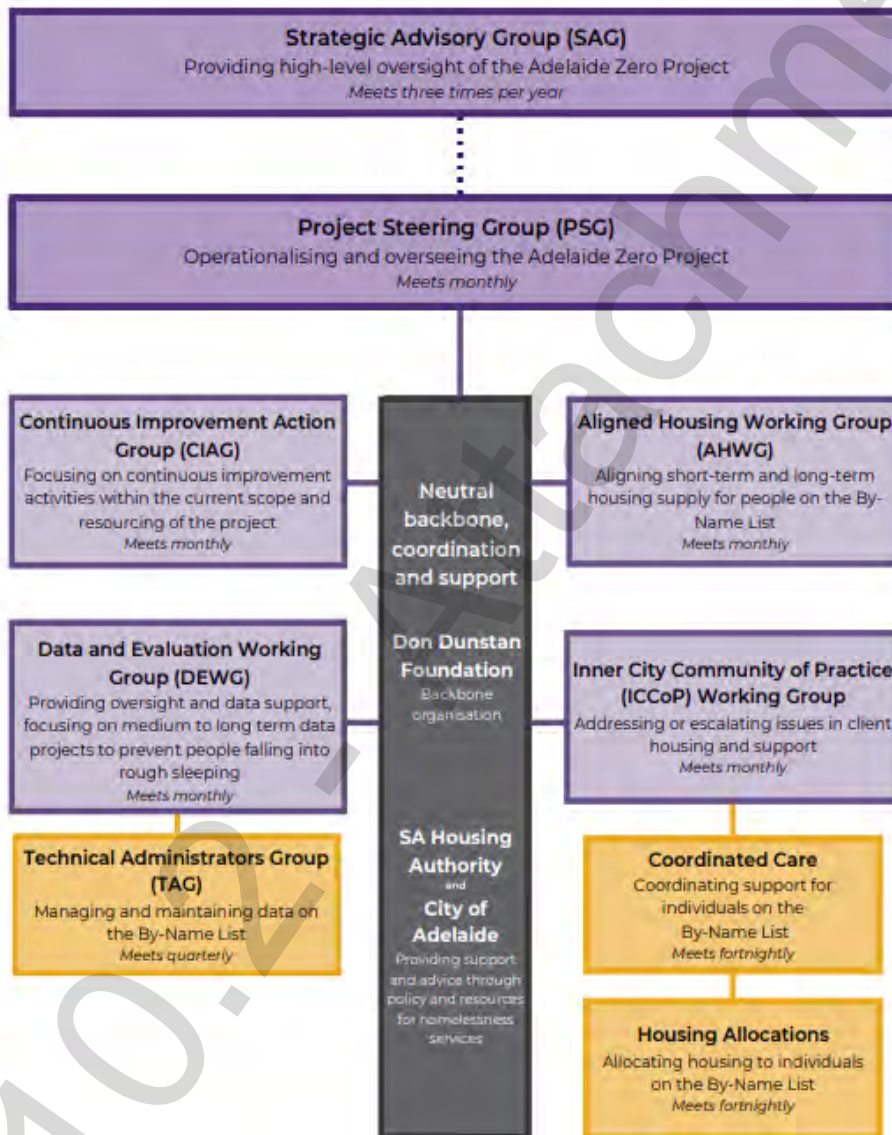 Strategic Advisory Group (SAG)
Providing high-level oversight of the Adelaide Zero Project
Meets three times per year
Project Steering Group (PSG)
Operationalising and overseeing the Adelaide Zero Project
Meets monthly
Continuous Improvement Action
Group (CIAG)
Focusing on continuous improvement
activities within the current scope and
resourcing of the project
Meets monthly
Aligned Housing Working Group
(AHWG)
Aligning short-term and long-term
housing supply for people on the By-
Name List
Meets monthly
Neutral
backbone,
coordination
and support
Don Dunstan
Foundation
Backbone
organisation
SA Housing
Authority
and
City of
Adelaide
Providing support
and advice through
policy and resources
for homelessness
services
Data and Evaluation Working
Group (DEWG)
Providing oversight and data support,
focusing on medium to long term data
projects to prevent people falling into
rough sleeping
Meets monthly
Inner City Community of Practice
(ICCoP) Working Group
Addressing or escalating issues in client
housing and support
Meets monthly
Technical Administrators Group
(TAG)
Managing and maintaining data on
the By-Name List
Meets quarterly
Coordinated Care
Coordinating support for
individuals on the
By-Name List
Meets fortnightly
Housing Allocations
Allocating housing to individuals
on the By-Name List
Meets fortnightly
10.2 - Attachme